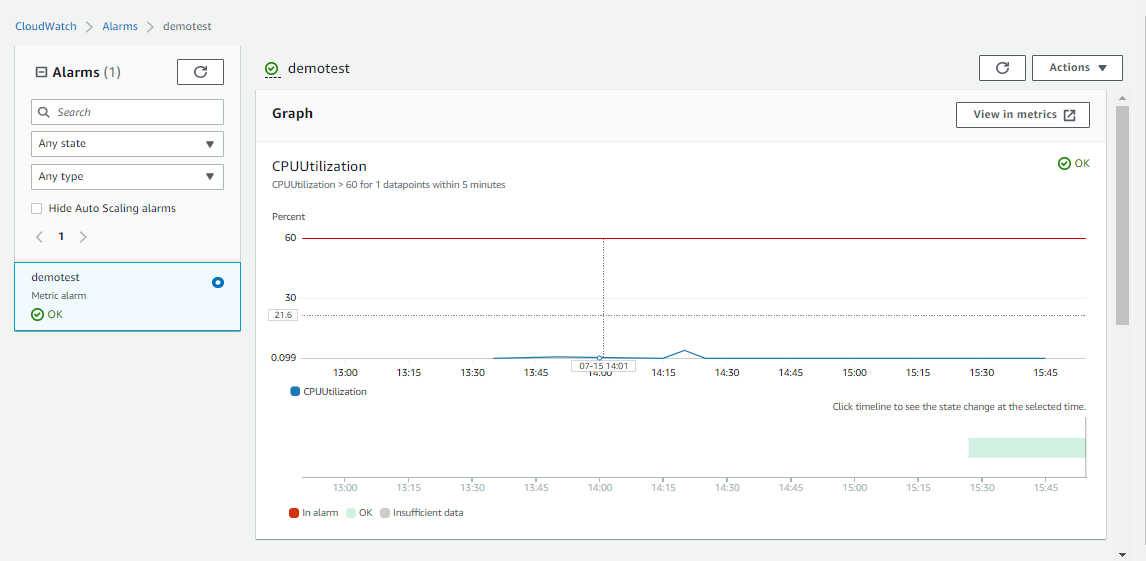 CloudWatch > Alarms > demotest
Alarms (1)
Search
Any state
Any type
Hide Auto Scaling alarms
1
demotest
Metric alarm
OK
demotest
Actions
Graph
View in metrics
CPUUtilization
OK
CPUUtilization > 60 for 1 datapoints within 5 minutes
Percent
60
30
21.6
0.099
07-15 14:01
13:00 13:15 13:30 13:45 14:00 14:15 14:30 14:45 15:00 15:15 15:30 15:45
CPUUtilization
Click timeline to see the state change at the selected time.
13:00 13:15 13:30 13:45 14:00 14:15 14:30 14:45 15:00 15:15 15:30 15:45
In alarm OK Insufficient data